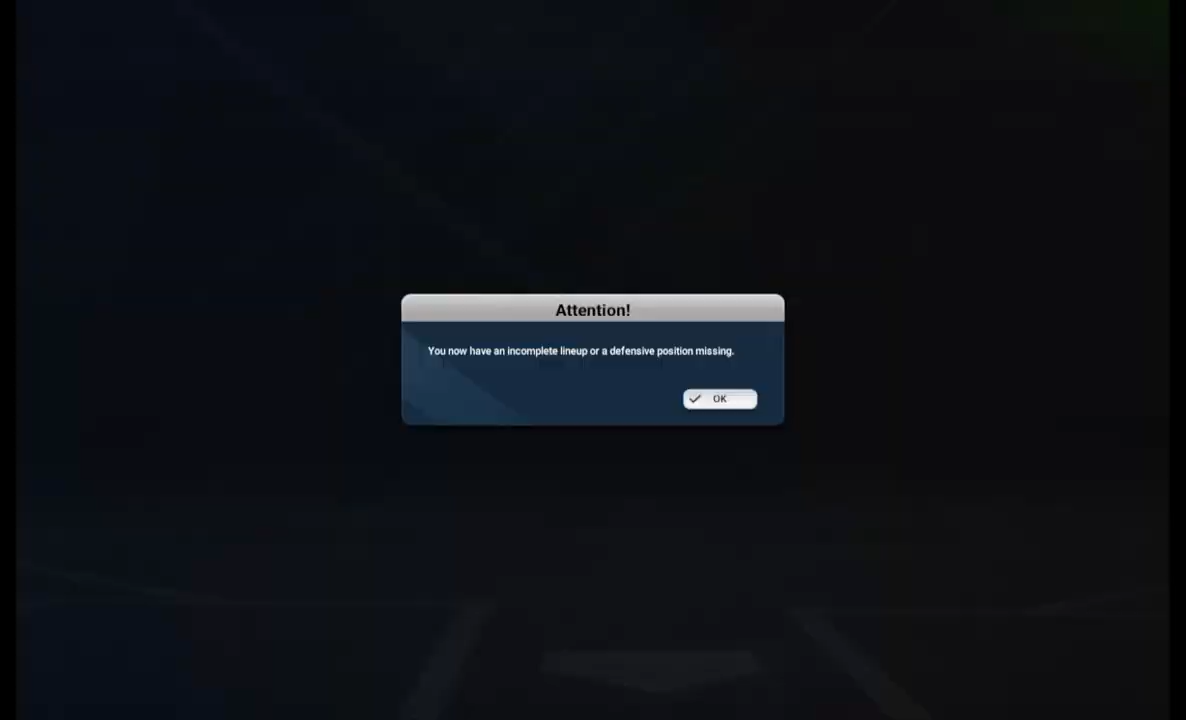 Attention!
You now have an incomplete lineup or a defensive position missing.
OK